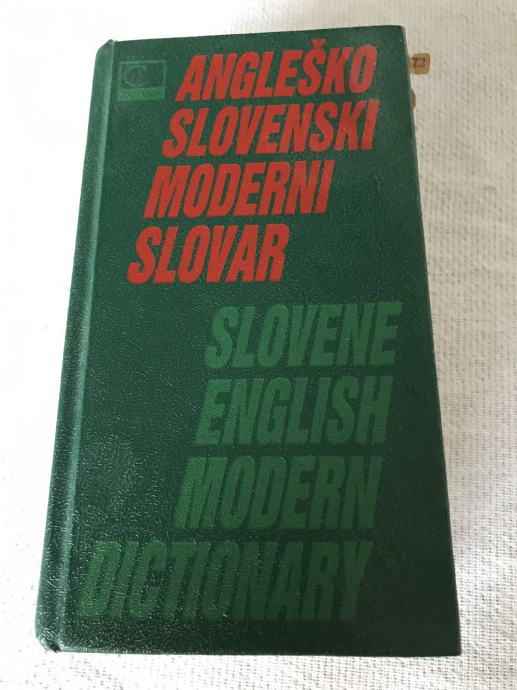 ANGLEŠKO
SLOVENSKI
MODERNI
SLOVAR
SLOVENE
ENGLISH
MODERN
DICTIONARY